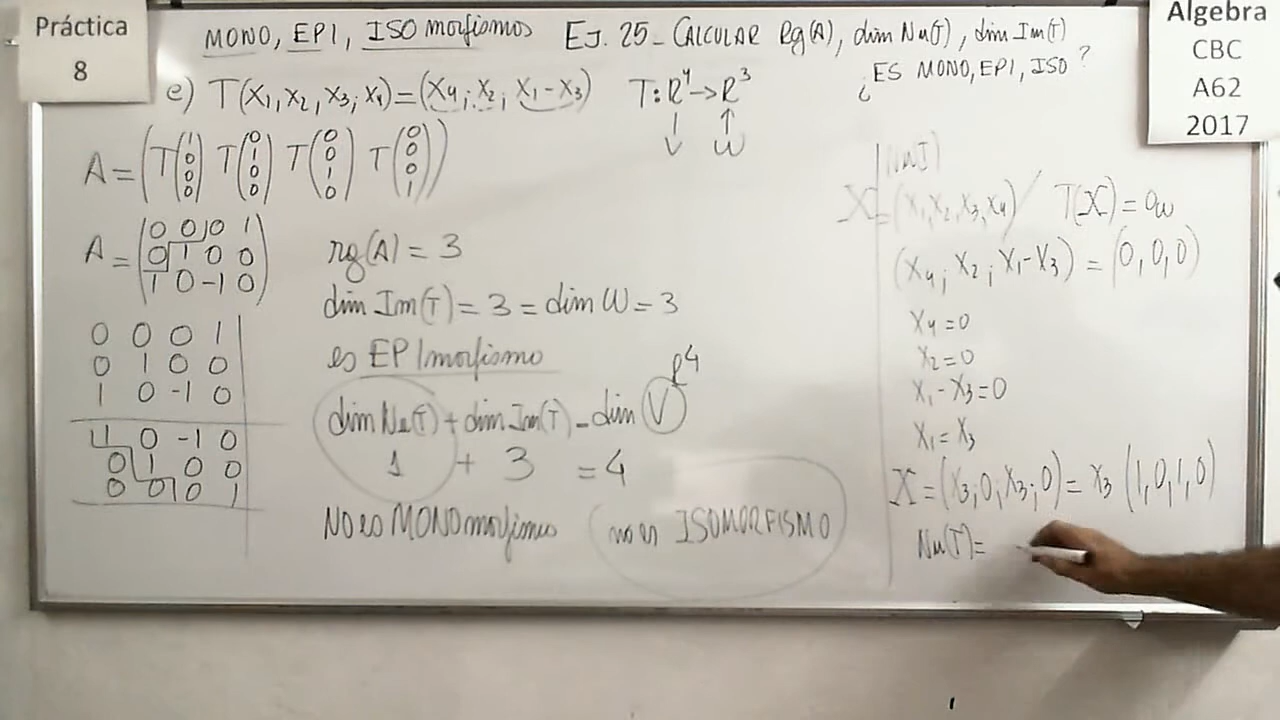 Práctica
8
MONO, EPI, ISO morfismos EJ. 25 - CALCULAR Rg(A), dim Nu(T), dim Im(T)
¿ES MONO, EPI, ISO?
Algebra
CBC
A62
2017
e) T(X₁, X₂, X₃, X₄) = (X₄; X₂; X₁ - X₃) T: R⁴ → R³
V W
A = (T(1 0 0 0) T(0 1 0 0) T(0 0 1 0) T(0 0 0 1))
A = (0 0 0 1
0 1 0 0
1 0 -1 0)
0 0 0 1
0 1 0 0
1 0 -1 0
1 0 -1 0
0 1 0 0
0 0 0 1
rg(A) = 3
dim Im(T) = 3 = dim W = 3
es EPImorfismo
dim Nu(T) + dim Im(T) = dim V R⁴
1 + 3 = 4
No es MONOmorfismo no es ISOMORFISMO
X = (X₁, X₂, X₃, X₄) / T(X) = 0w
(X₄; X₂; X₁ - X₃) = (0, 0, 0)
X₄ = 0
X₂ = 0
X₁ - X₃ = 0
X₁ = X₃
X = (X₃; 0; X₃; 0) = X₃ (1, 0, 1, 0)
Nu(T) =